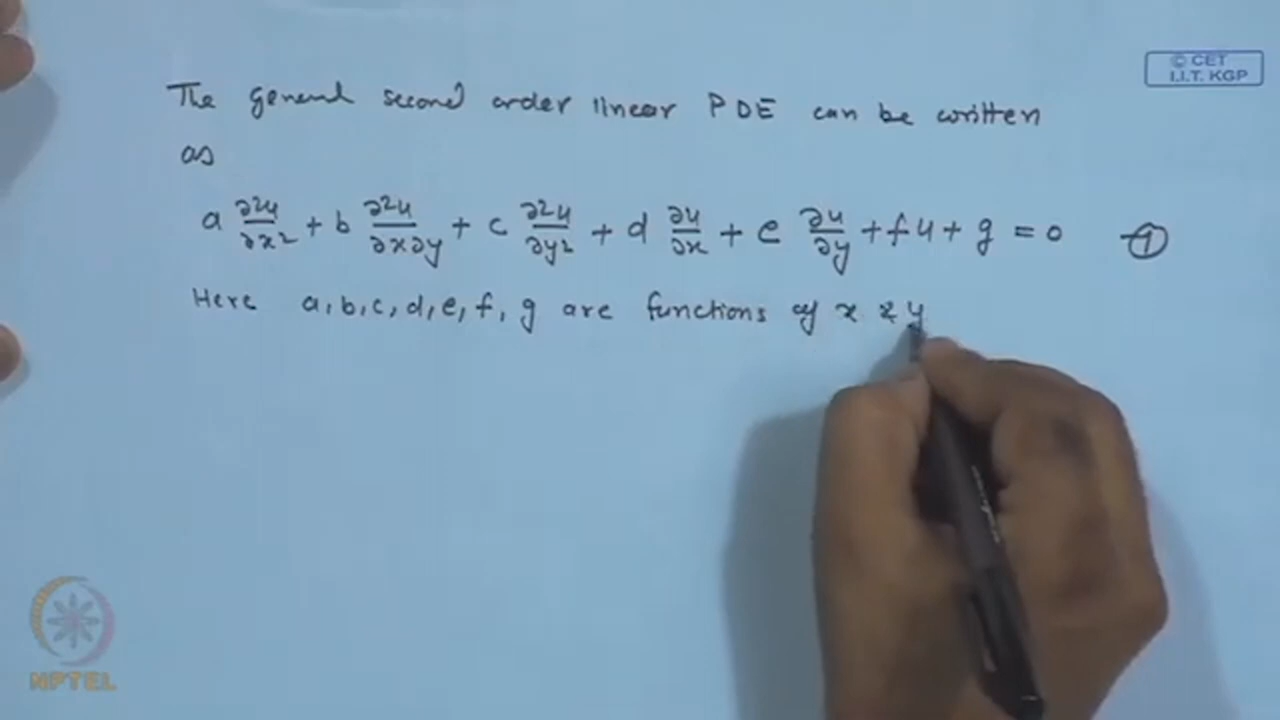 © CET
I.I.T. KGP
The general second order linear PDE can be written
as
a ∂²u/∂x² + b ∂²u/∂x∂y + c ∂²u/∂y² + d ∂u/∂x + e ∂u/∂y + fu + g = 0 —①
Here a, b, c, d, e, f, g are functions of x & y
NPTEL